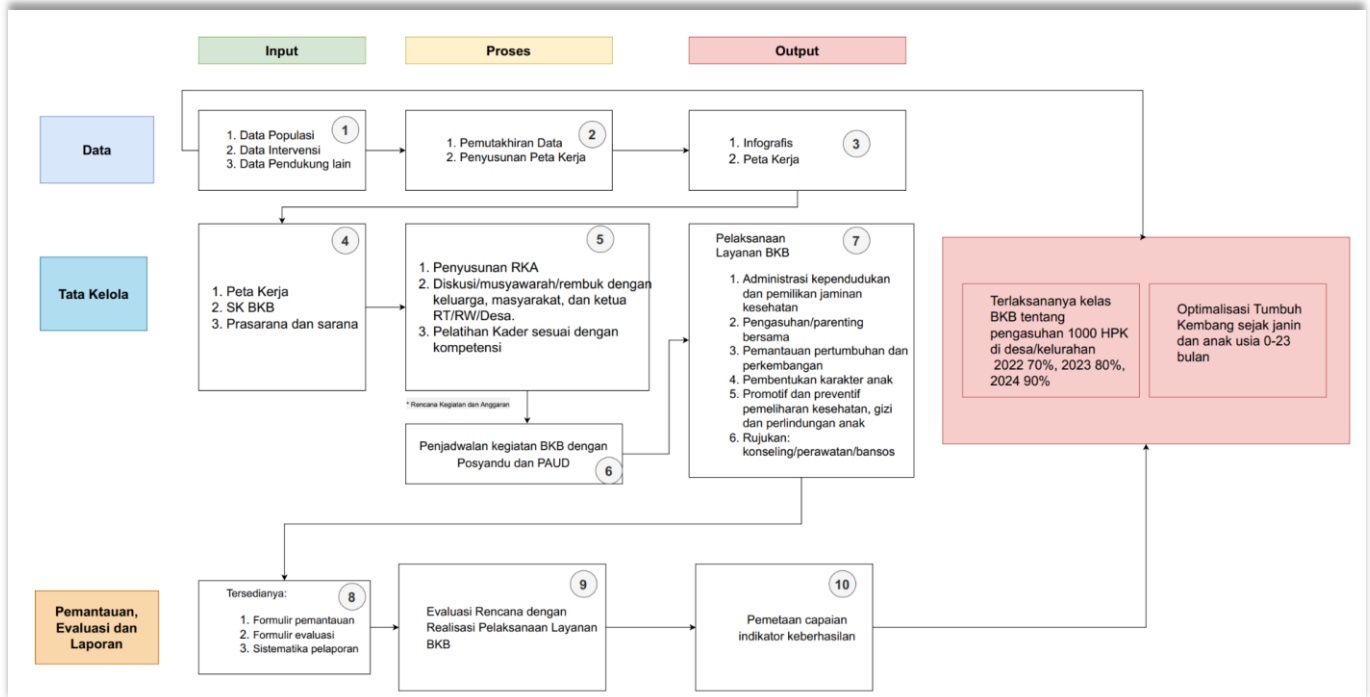 Input
Proses
Output
Data
1. Data Populasi
2. Data Intervensi
3. Data Pendukung lain
1
1. Pemutakhiran Data
2. Penyusunan Peta Kerja
2
1. Infografis
2. Peta Kerja
3
Tata Kelola
4
1. Peta Kerja
2. SK BKB
3. Prasarana dan sarana
5
1. Penyusunan RKA
2. Diskusi/musyawarah/rembuk dengan
keluarga, masyarakat, dan ketua
RT/RW/Desa.
3. Pelatihan Kader sesuai dengan
kompetensi
* Rencana Kegiatan dan Anggaran
Penjadwalan kegiatan BKB dengan
Posyandu dan PAUD
6
Pelaksanaan
Layanan BKB
7
1. Administrasi kependudukan
dan pemilikan jaminan
kesehatan
2. Pengasuhan/parenting
bersama
3. Pemantauan pertumbuhan dan
perkembangan
4. Pembentukan karakter anak
5. Promotif dan preventif
pemeliharan kesehatan, gizi
dan perlindungan anak
6. Rujukan:
konseling/perawatan/bansos
Terlaksananya kelas
BKB tentang
pengasuhan 1000 HPK
di desa/kelurahan
2022 70%, 2023 80%,
2024 90%
Optimalisasi Tumbuh
Kembang sejak janin
dan anak usia 0-23
bulan
Pemantauan,
Evaluasi dan
Laporan
Tersedianya:
8
1. Formulir pemantauan
2. Formulir evaluasi
3. Sistematika pelaporan
9
Evaluasi Rencana dengan
Realisasi Pelaksanaan Layanan
BKB
10
Pemetaan capaian
indikator keberhasilan